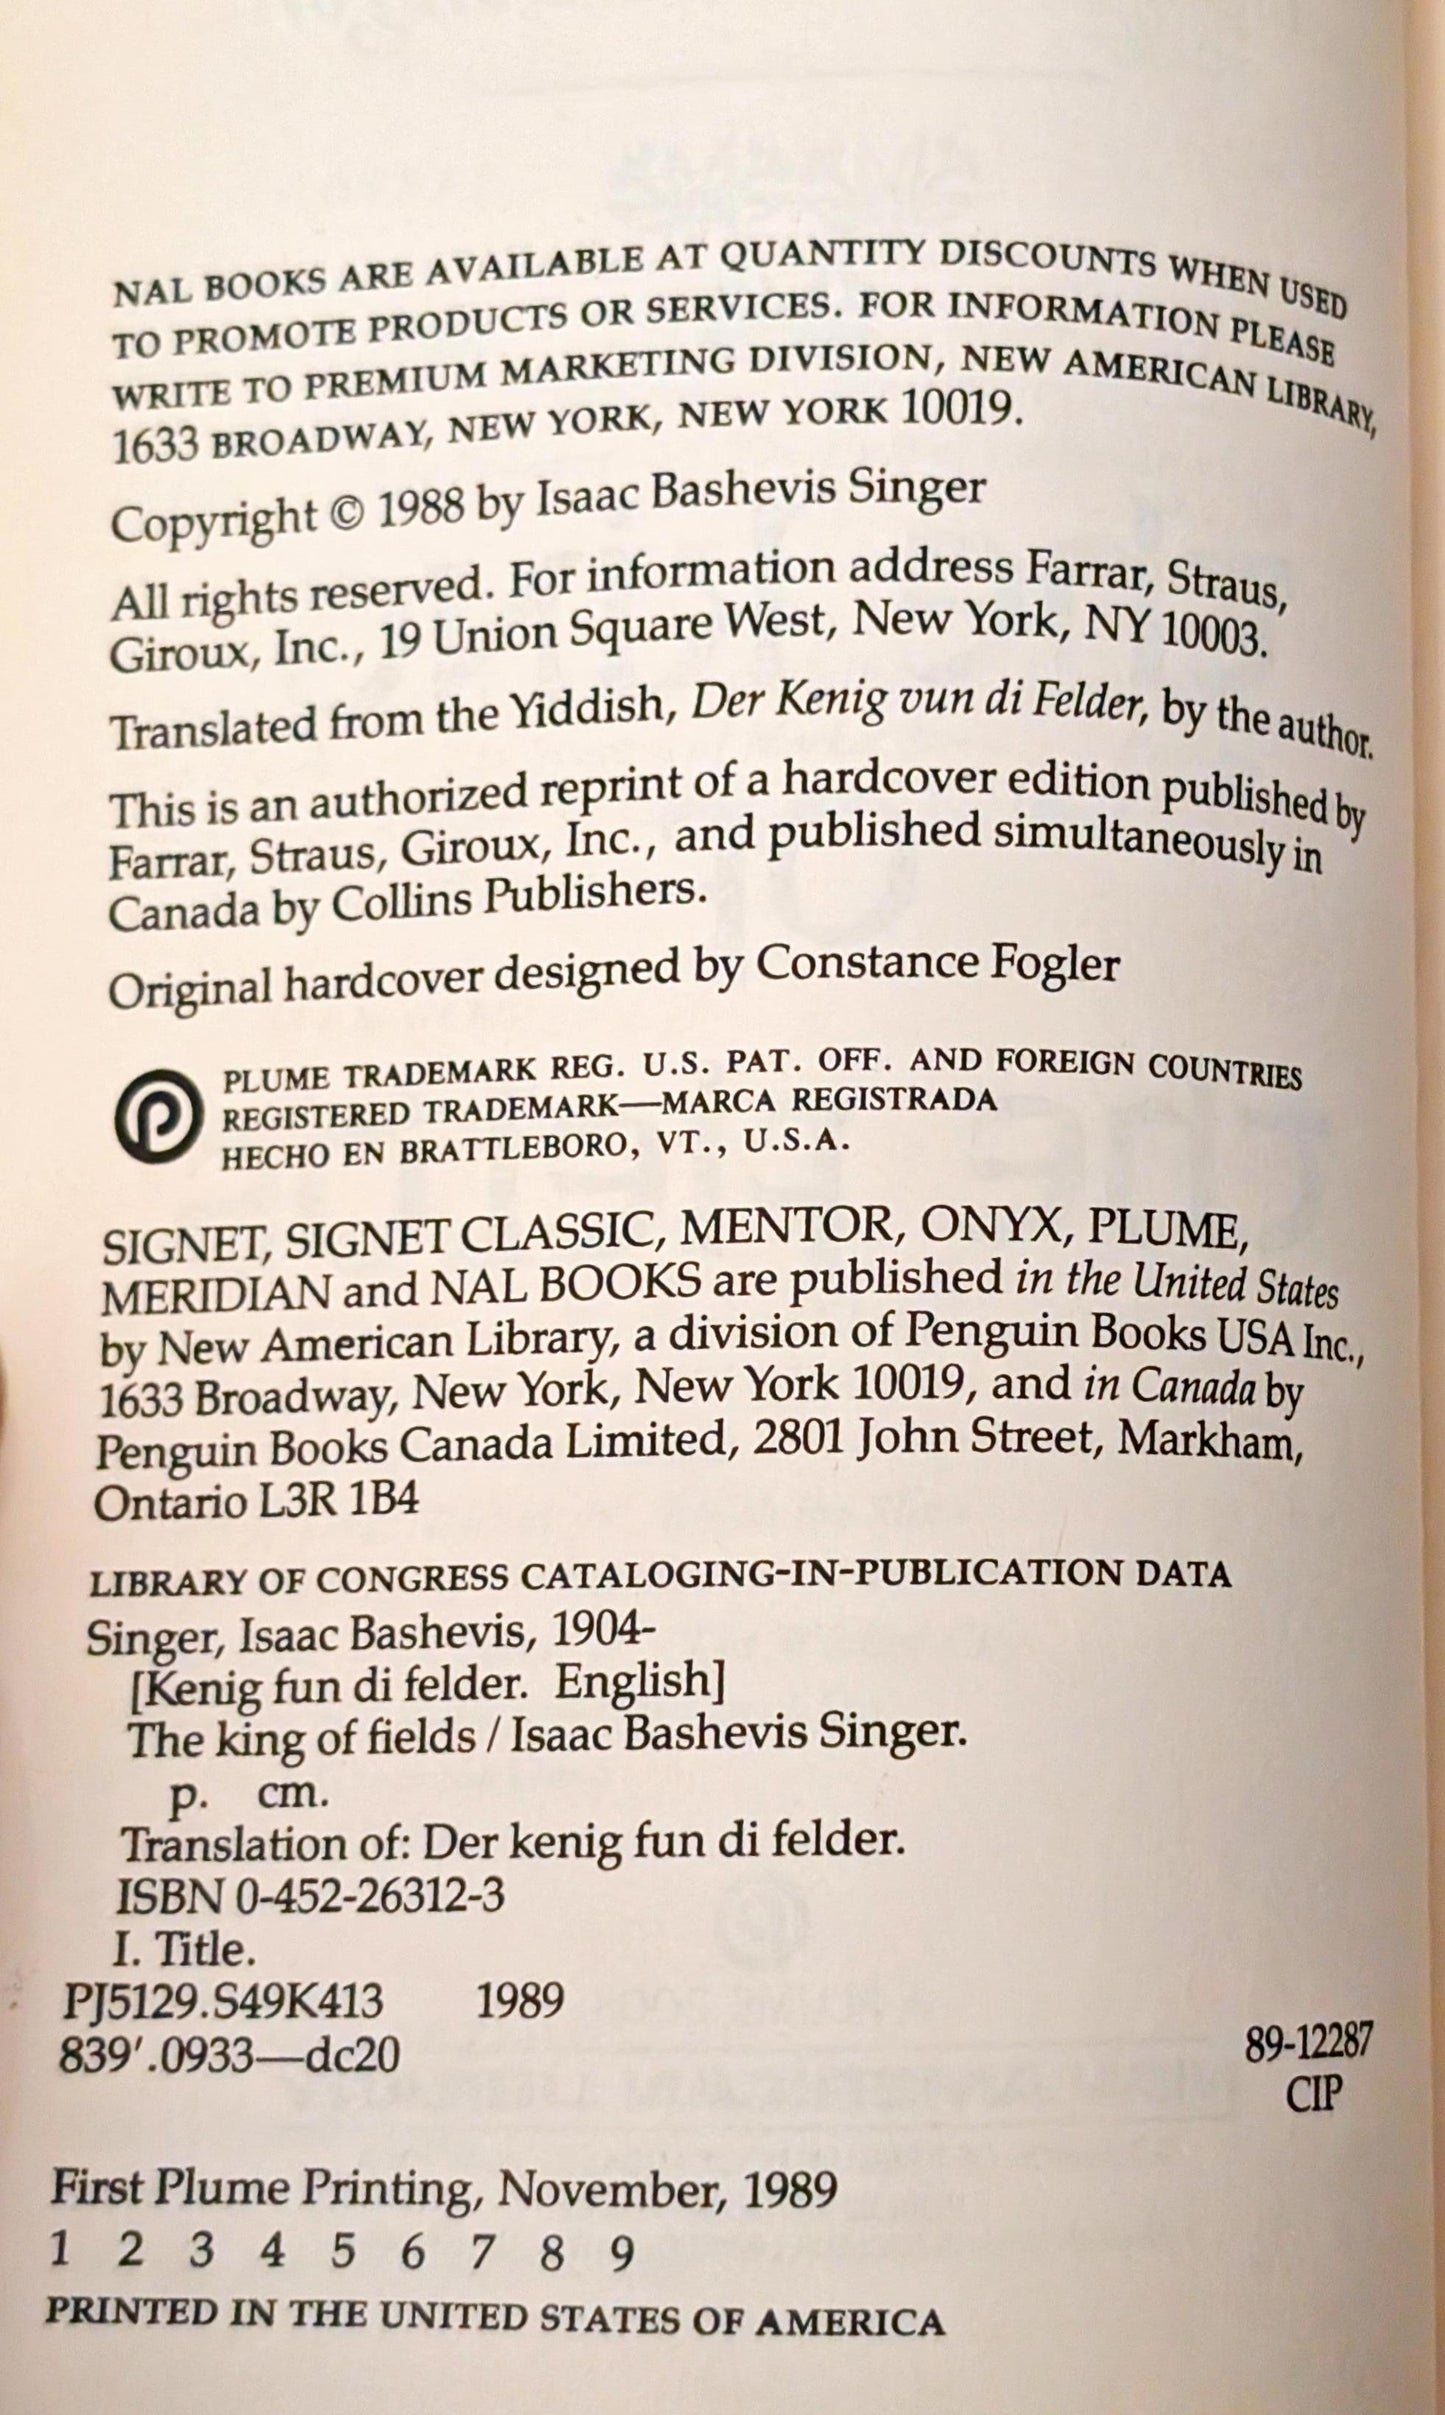 NAL BOOKS ARE AVAILABLE AT QUANTITY DISCOUNTS WHEN USED
TO PROMOTE PRODUCTS OR SERVICES. FOR INFORMATION PLEASE
WRITE TO PREMIUM MARKETING DIVISION, NEW AMERICAN LIBRARY,
1633 BROADWAY, NEW YORK, NEW YORK 10019.
Copyright © 1988 by Isaac Bashevis Singer
All rights reserved. For information address Farrar, Straus,
Giroux, Inc., 19 Union Square West, New York, NY 10003.
Translated from the Yiddish, Der Kenig vun di Felder, by the author.
This is an authorized reprint of a hardcover edition published by
Farrar, Straus, Giroux, Inc., and published simultaneously in
Canada by Collins Publishers.
Original hardcover designed by Constance Fogler
PLUME TRADEMARK REG. U.S. PAT. OFF. AND FOREIGN COUNTRIES
REGISTERED TRADEMARK—MARCA REGISTRADA
HECHO EN BRATTLEBORO, VT., U.S.A.
SIGNET, SIGNET CLASSIC, MENTOR, ONYX, PLUME,
MERIDIAN and NAL BOOKS are published in the United States
by New American Library, a division of Penguin Books USA Inc.,
1633 Broadway, New York, New York 10019, and in Canada by
Penguin Books Canada Limited, 2801 John Street, Markham,
Ontario L3R 1B4
LIBRARY OF CONGRESS CATALOGING-IN-PUBLICATION DATA
Singer, Isaac Bashevis, 1904-
[Kenig fun di felder. English]
The king of fields / Isaac Bashevis Singer.
p. cm.
Translation of: Der kenig fun di felder.
ISBN 0-452-26312-3
I. Title.
PJ5129.S49K413 1989
839'.0933—dc20
89-12287
CIP
First Plume Printing, November, 1989
1 2 3 4 5 6 7 8 9
PRINTED IN THE UNITED STATES OF AMERICA